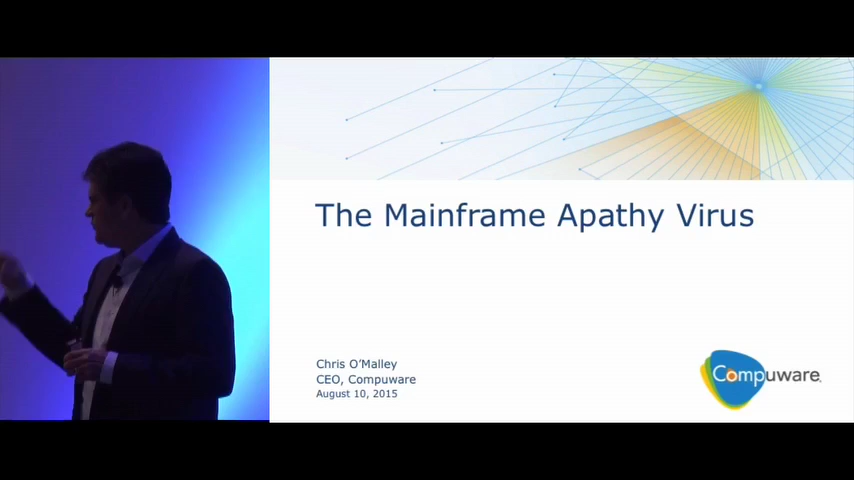 The Mainframe Apathy Virus
Chris O’Malley
CEO, Compuware
August 10, 2015
Compuware.